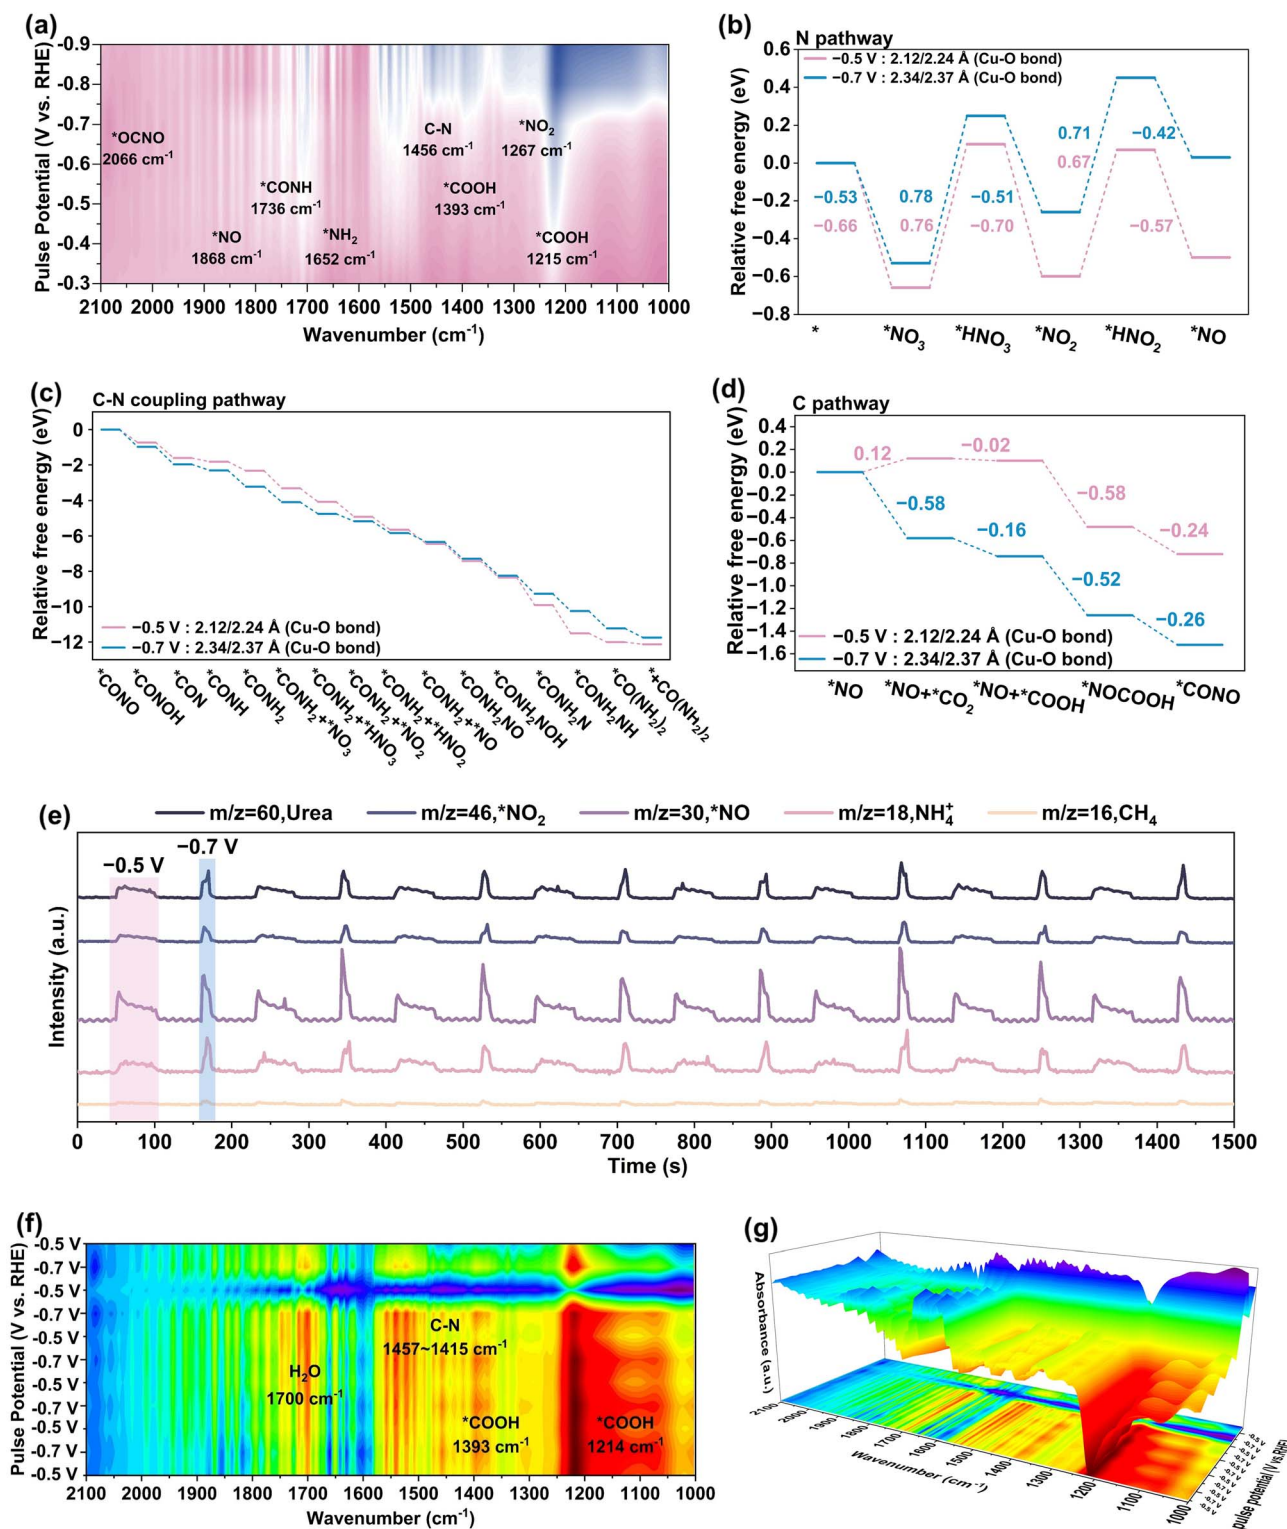 (a)
Pulse Potential (V vs. RHE)
-0.9
-0.8
-0.7
-0.6
-0.5
-0.4
-0.3
*OCNO
2066 cm⁻¹
C-N
1456 cm⁻¹
*NO₂
1267 cm⁻¹
*CONH
1736 cm⁻¹
*COOH
1393 cm⁻¹
*NO
1868 cm⁻¹
*NH₂
1652 cm⁻¹
*COOH
1215 cm⁻¹
2100 2000 1900 1800 1700 1600 1500 1400 1300 1200 1100 1000
Wavenumber (cm⁻¹)
(b)
N pathway
Relative free energy (eV)
0.6
0.4
0.2
0.0
−0.2
−0.4
−0.6
−0.8
−0.5 V : 2.12/2.24 Å (Cu-O bond)
−0.7 V : 2.34/2.37 Å (Cu-O bond)
0.71
−0.42
0.67
−0.53 0.78 −0.51
−0.66 0.76 −0.70 −0.57
* *NO₃ *HNO₃ *NO₂ *HNO₂ *NO
(c)
C-N coupling pathway
Relative free energy (eV)
0
−2
−4
−6
−8
−10
−12
−0.5 V : 2.12/2.24 Å (Cu-O bond)
−0.7 V : 2.34/2.37 Å (Cu-O bond)
*CONO
*CONOH
*CON
*CONH
*CONH₂
*CONH₂+*NO₃
*CONH₂+*HNO₃
*CONH₂+*NO₂
*CONH₂+*HNO₂
*CONH₂+*NO
*CONH₂NO
*CONH₂NOH
*CONH₂N
*CONH₂NH
*CO(NH₂)₂
*+CO(NH₂)₂
(d)
C pathway
Relative free energy (eV)
0.4
0.2
0.0
−0.2
−0.4
−0.6
−0.8
−1.0
−1.2
−1.4
−1.6
0.12 −0.02
−0.58 −0.58
−0.16 −0.24
−0.52
−0.26
−0.5 V : 2.12/2.24 Å (Cu-O bond)
−0.7 V : 2.34/2.37 Å (Cu-O bond)
*NO *NO+*CO₂ *NO+*COOH *NOCOOH *CONO
(e)
m/z=60,Urea m/z=46,*NO₂ m/z=30,*NO m/z=18,NH₄⁺ m/z=16,CH₄
−0.5 V
−0.7 V
Intensity (a.u.)
0 100 200 300 400 500 600 700 800 900 1000 1100 1200 1300 1400 1500
Time (s)
(f)
Pulse Potential (V vs. RHE)
-0.5 V
-0.7 V
-0.5 V
-0.7 V
-0.5 V
-0.7 V
-0.5 V
-0.7 V
-0.5 V
-0.7 V
-0.5 V
C-N
1457~1415 cm⁻¹
H₂O
1700 cm⁻¹
*COOH
1393 cm⁻¹
*COOH
1214 cm⁻¹
2100 2000 1900 1800 1700 1600 1500 1400 1300 1200 1100 1000
Wavenumber (cm⁻¹)
(g)
Absorbance (a.u.)
2100 2000 1900 1800 1700 1600 1500 1400 1300 1200 1100 1000
Wavenumber (cm⁻¹)
pulse potential (V vs.RHE)